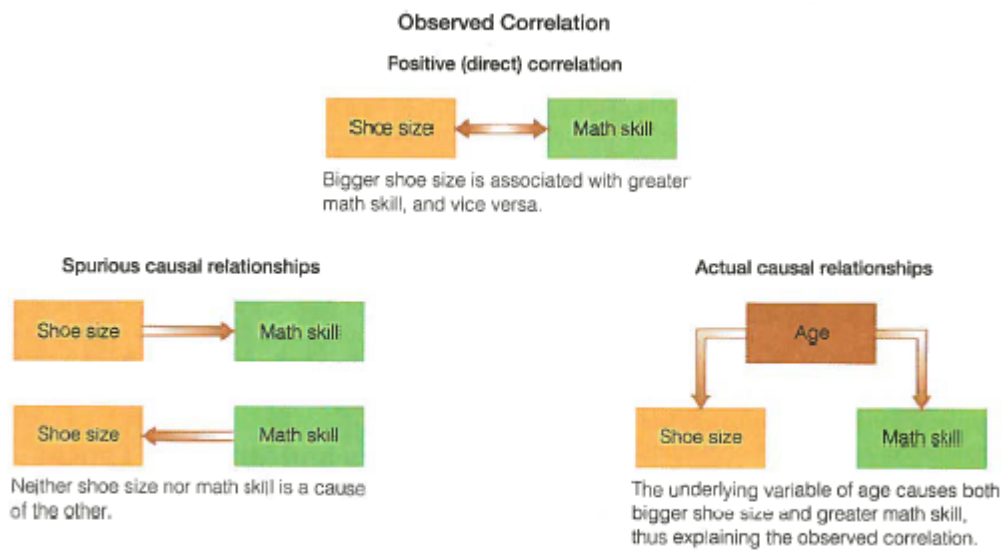 Observed Correlation
Positive (direct) correlation
Shoe size
Math skill
Bigger shoe size is associated with greater
math skill, and vice versa.
Spurious causal relationships
Shoe size
Math skill
Shoe size
Math skill
Neither shoe size nor math skill is a cause
of the other.
Actual causal relationships
Age
Shoe size
Math skill
The underlying variable of age causes both
bigger shoe size and greater math skill,
thus explaining the observed correlation.